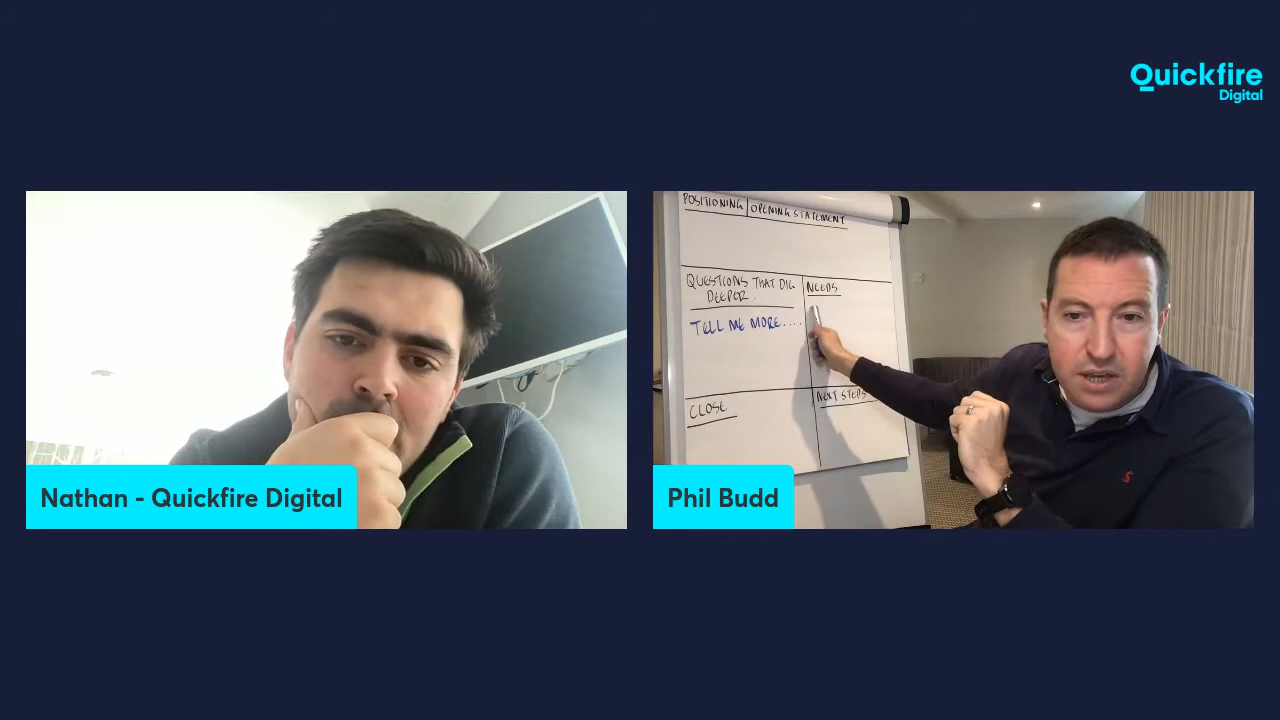 Quickfire
Digital
POSITIONING | OPENING STATEMENT
QUESTIONS THAT DIG
DEEPER.
NEEDS
TELL ME MORE....
CLOSE
NEXT STEPS
Nathan - Quickfire Digital
Phil Budd